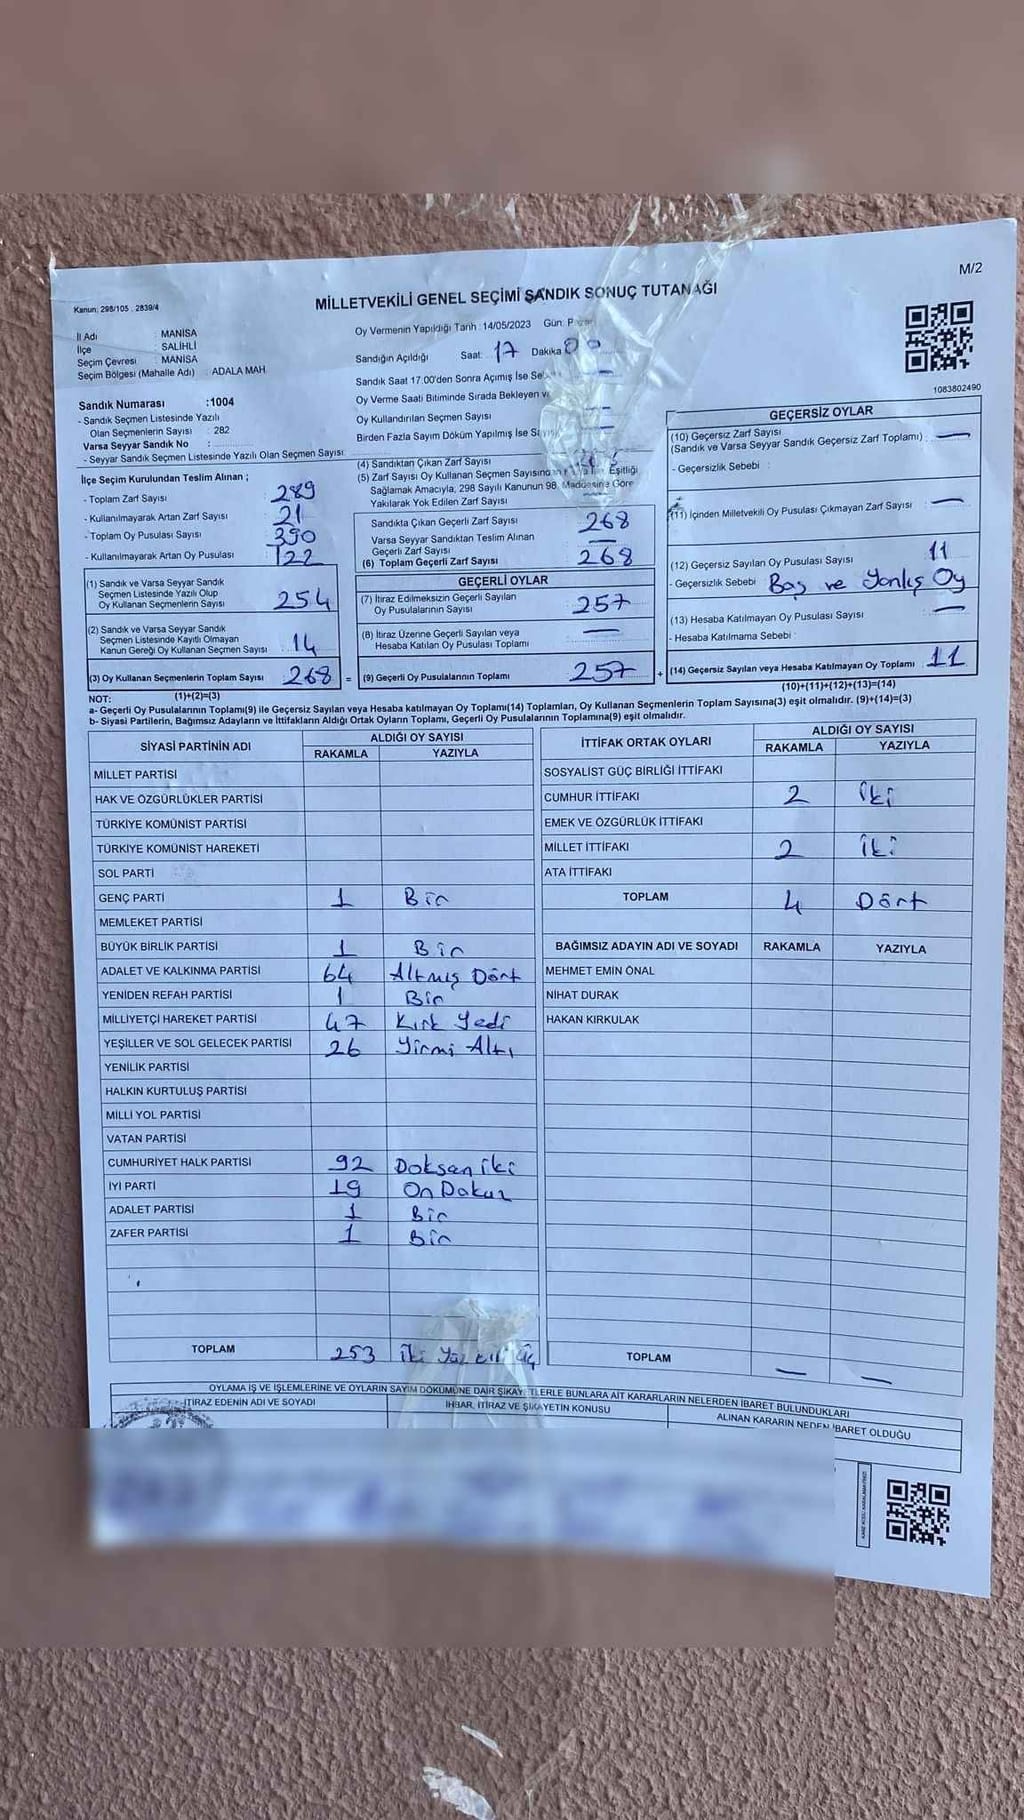 M/2
Kanun: 298/105 . 2839/4
MİLLETVEKİLİ GENEL SEÇİMİ SANDIK SONUÇ TUTANAĞI
İl Adı MANİSA
İlçe SALİHLİ
Seçim Çevresi MANİSA
Seçim Bölgesi (Mahalle Adı) ADALA MAH.
Oy Vermenin Yapıldığı Tarih : 14/05/2023 Gün:
Sandığın Açıldığı Saat: 17 Dakika 00
Sandık Saat 17.00'den Sonra Açımış İse
Oy Verme Saati Bitiminde Sırada Bekleyen
Oy Kullandırılan Seçmen Sayısı
Birden Fazla Sayım Döküm Yapılmış İse
1083802490
Sandık Numarası :1004
- Sandık Seçmen Listesinde Yazılı
Olan Seçmenlerin Sayısı : 282
Varsa Seyyar Sandık No :
- Seyyar Sandık Seçmen Listesinde Yazılı Olan Seçmen Sayısı:
İlçe Seçim Kurulundan Teslim Alınan ;
- Toplam Zarf Sayısı 289
- Kullanılmayarak Artan Zarf Sayısı 21
- Toplam Oy Pusulası Sayısı 390
- Kullanılmayarak Artan Oy Pusulası 122
(1) Sandık ve Varsa Seyyar Sandık
Seçmen Listesinde Yazılı Olup
Oy Kullanan Seçmenlerin Sayısı 254
(2) Sandık ve Varsa Seyyar Sandık
Seçmen Listesinde Kayıtlı Olmayan
Kanun Gereği Oy Kullanan Seçmen Sayısı 14
(3) Oy Kullanan Seçmenlerin Toplam Sayısı 268 =
(4) Sandıktan Çıkan Zarf Sayısı
(5) Zarf Sayısı Oy Kullanan Seçmen Sayısından Eşitliği
Sağlamak Amacıyla, 298 Sayılı Kanunun 98. Maddesine Göre
Yakılarak Yok Edilen Zarf Sayısı —
Sandıkta Çıkan Geçerli Zarf Sayısı 268
Varsa Seyyar Sandıktan Teslim Alınan
Geçerli Zarf Sayısı —
(6) Toplam Geçerli Zarf Sayısı 268
GEÇERLİ OYLAR
(7) İtiraz Edilmeksizin Geçerli Sayılan
Oy Pusulalarının Sayısı 257
(8) İtiraz Üzerine Geçerli Sayılan veya
Hesaba Katılan Oy Pusulası Toplamı —
(9) Geçerli Oy Pusulalarının Toplamı 257 +
GEÇERSİZ OYLAR
(10) Geçersiz Zarf Sayısı
(Sandık ve Varsa Seyyar Sandık Geçersiz Zarf Toplamı) : —
- Geçersizlik Sebebi :
(11) İçinden Milletvekili Oy Pusulası Çıkmayan Zarf Sayısı : —
(12) Geçersiz Sayılan Oy Pusulası Sayısı 11
- Geçersizlik Sebebi Boş ve Yanlış Oy
(13) Hesaba Katılmayan Oy Pusulası Sayısı —
- Hesaba Katılmama Sebebi :
(14) Geçersiz Sayılan veya Hesaba Katılmayan Oy Toplamı 11
NOT: (1)+(2)=(3) (10)+(11)+(12)+(13)=(14)
a- Geçerli Oy Pusulalarının Toplamı(9) ile Geçersiz Sayılan veya Hesaba katılmayan Oy Toplamı(14) Toplamları, Oy Kullanan Seçmenlerin Toplam Sayısına(3) eşit olmalıdır. (9)+(14)=(3)
b- Siyasi Partilerin, Bağımsız Adayların ve İttifakların Aldığı Ortak Oyların Toplamı, Geçerli Oy Pusulalarının Toplamına(9) eşit olmalıdır.
SİYASİ PARTİNİN ADI ALDIĞI OY SAYISI
RAKAMLA YAZIYLA
MİLLET PARTİSİ
HAK VE ÖZGÜRLÜKLER PARTİSİ
TÜRKİYE KOMÜNİST PARTİSİ
TÜRKİYE KOMÜNİST HAREKETİ
SOL PARTİ
GENÇ PARTİ 1 Bir
MEMLEKET PARTİSİ
BÜYÜK BİRLİK PARTİSİ 1 Bir
ADALET VE KALKINMA PARTİSİ 64 Altmış Dört
YENİDEN REFAH PARTİSİ 1 Bir
MİLLİYETÇİ HAREKET PARTİSİ 47 Kırk Yedi
YEŞİLLER VE SOL GELECEK PARTİSİ 26 Yirmi Altı
YENİLİK PARTİSİ
HALKIN KURTULUŞ PARTİSİ
MİLLİ YOL PARTİSİ
VATAN PARTİSİ
CUMHURİYET HALK PARTİSİ 92 Doksan iki
İYİ PARTİ 19 On Dokuz
ADALET PARTİSİ 1 Bir
ZAFER PARTİSİ 1 Bir
TOPLAM 253 İki Yüz
İTTİFAK ORTAK OYLARI ALDIĞI OY SAYISI
RAKAMLA YAZIYLA
SOSYALİST GÜÇ BİRLİĞİ İTTİFAKI
CUMHUR İTTİFAKI 2 İki
EMEK VE ÖZGÜRLÜK İTTİFAKI
MİLLET İTTİFAKI 2 İki
ATA İTTİFAKI
TOPLAM 4 Dört
BAĞIMSIZ ADAYIN ADI VE SOYADI RAKAMLA YAZIYLA
MEHMET EMİN ÖNAL
NİHAT DURAK
HAKAN KIRKULAK
TOPLAM — —
OYLAMA İŞ VE İŞLEMLERİNE VE OYLARIN SAYIM DÖKÜMÜNE DAİR ŞİKAYETLERLE BUNLARA AİT KARARLARIN NELERDEN İBARET BULUNDUKLARI
İTİRAZ EDENİN ADI VE SOYADI İHBAR, İTİRAZ VE ŞİKAYETİN KONUSU ALINAN KARARIN NEDEN İBARET OLDUĞU